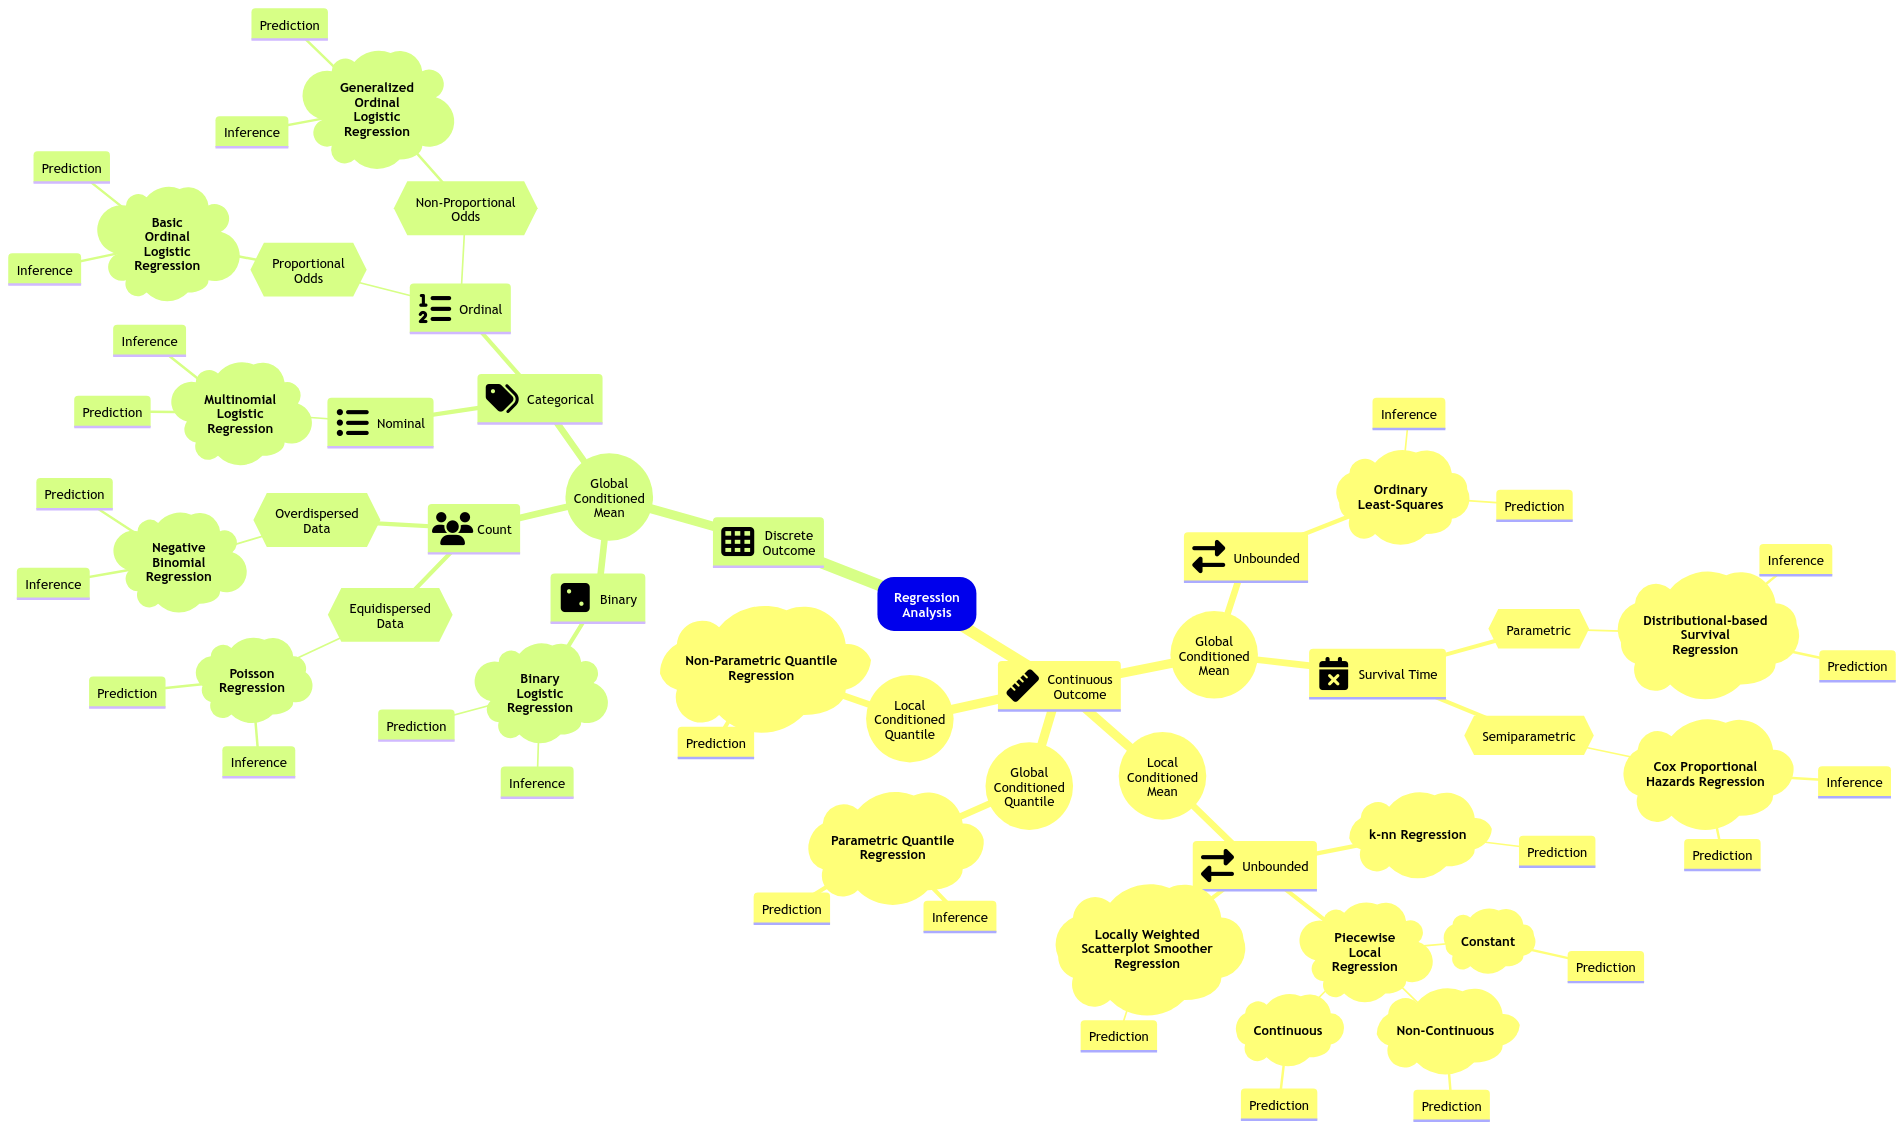 Prediction
Generalized
Ordinal
Logistic
Regression
Inference
Prediction
Non-Proportional
Odds
Basic
Ordinal
Logistic
Regression
Inference
Proportional
Odds
1
2
Ordinal
Inference
Multinomial
Logistic
Regression
Prediction
Nominal
Categorical
Global
Conditioned
Mean
Prediction
Overdispersed
Data
Count
Negative
Binomial
Regression
Inference
Equidispersed
Data
Poisson
Regression
Prediction
Inference
Binary
Binary
Logistic
Regression
Prediction
Inference
Discrete
Outcome
Regression
Analysis
Continuous
Outcome
Non-Parametric Quantile
Regression
Prediction
Local
Conditioned
Quantile
Global
Conditioned
Quantile
Parametric Quantile
Regression
Prediction
Inference
Local
Conditioned
Mean
Unbounded
k-nn Regression
Prediction
Locally Weighted
Scatterplot Smoother
Regression
Prediction
Piecewise
Local
Regression
Constant
Prediction
Continuous
Prediction
Non-Continuous
Prediction
Global
Conditioned
Mean
Unbounded
Ordinary
Least-Squares
Inference
Prediction
Survival Time
Parametric
Distributional-based
Survival
Regression
Inference
Prediction
Semiparametric
Cox Proportional
Hazards Regression
Inference
Prediction